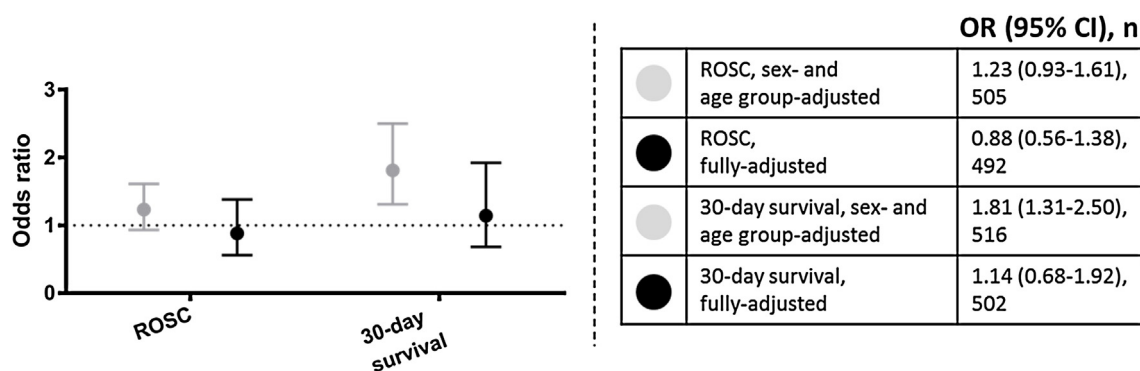 3
2
1
0
Odds ratio
ROSC
30-day
survival
OR (95% CI), n
ROSC, sex- and
age group-adjusted
1.23 (0.93-1.61),
505
ROSC,
fully-adjusted
0.88 (0.56-1.38),
492
30-day survival, sex- and
age group-adjusted
1.81 (1.31-2.50),
516
30-day survival,
fully-adjusted
1.14 (0.68-1.92),
502